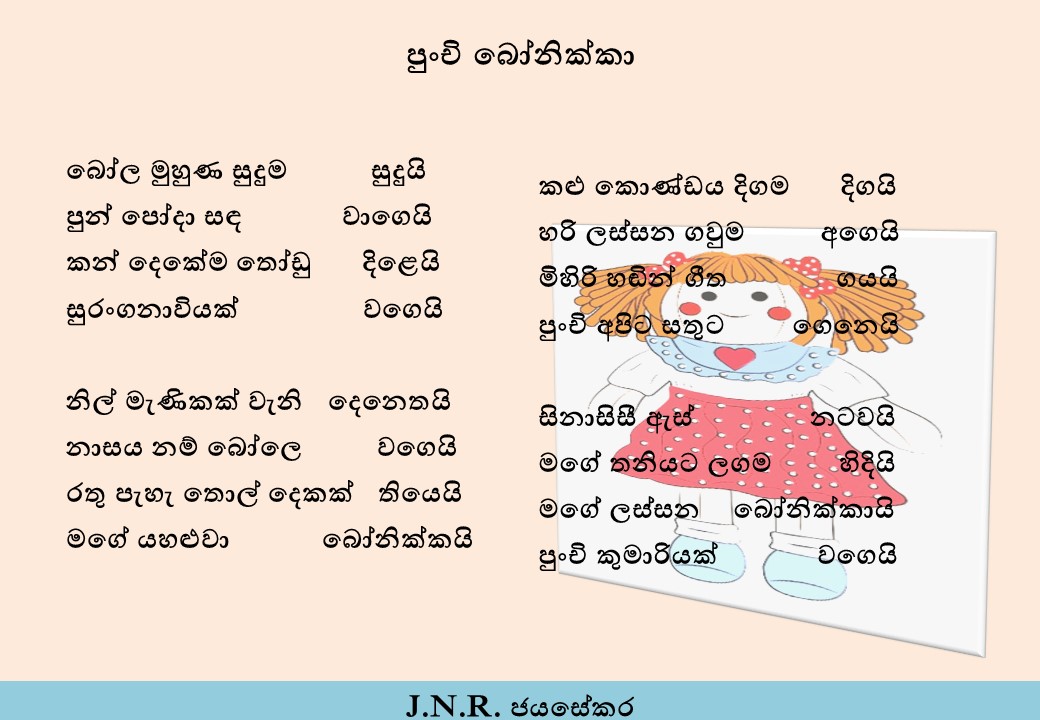 පුංචි බෝනික්කා
බෝල මුහුණ සුදුම සුදුයි
පුන් පෝදා සඳ වාගෙයි
කන් දෙකේම තෝඩු දිළෙයි
සුරංගනාවියක් වගෙයි
නිල් මැණිකක් වැනි දෙනෙතයි
නාසය නම් බෝලෙ වගෙයි
රතු පැහැ තොල් දෙකක් තියෙයි
මගේ යහළුවා බෝනික්කයි
කළු කොණ්ඩය දිගම දිගයි
හරි ලස්සන ගවුම අගෙයි
මිහිරි හඬින් ගීත ගයයි
පුංචි අපිට සතුට ගෙනෙයි
සිනාසිසී ඇස් නටවයි
මගේ තනියට ලගම හිදියි
මගේ ලස්සන බෝනික්කායි
පුංචි කුමාරියක් වගෙයි
J.N.R. ජයසේකර